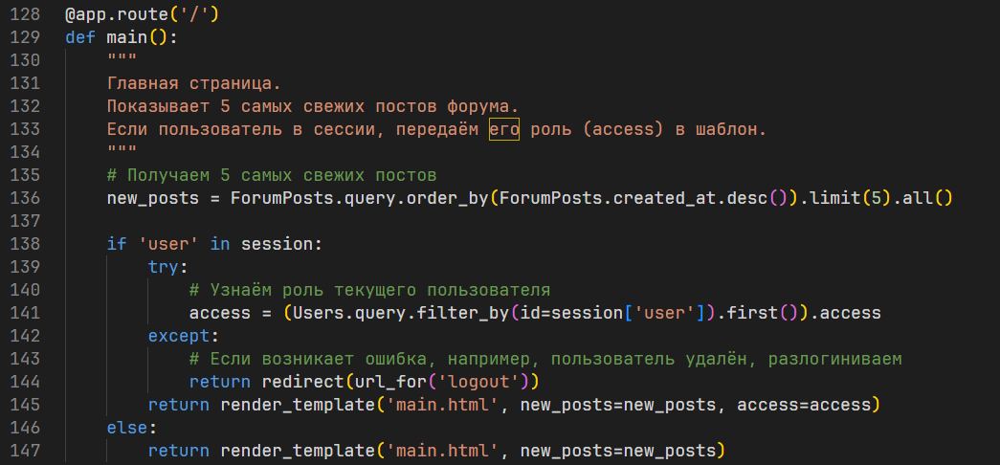 128 @app.route('/')
129 def main():
130     """
131     Главная страница.
132     Показывает 5 самых свежих постов форума.
133     Если пользователь в сессии, передаём его роль (access) в шаблон.
134     """
135     # Получаем 5 самых свежих постов
136     new_posts = ForumPosts.query.order_by(ForumPosts.created_at.desc()).limit(5).all()
137
138     if 'user' in session:
139         try:
140             # Узнаём роль текущего пользователя
141             access = (Users.query.filter_by(id=session['user']).first()).access
142         except:
143             # Если возникает ошибка, например, пользователь удалён, разлогиниваем
144             return redirect(url_for('logout'))
145         return render_template('main.html', new_posts=new_posts, access=access)
146     else:
147         return render_template('main.html', new_posts=new_posts)